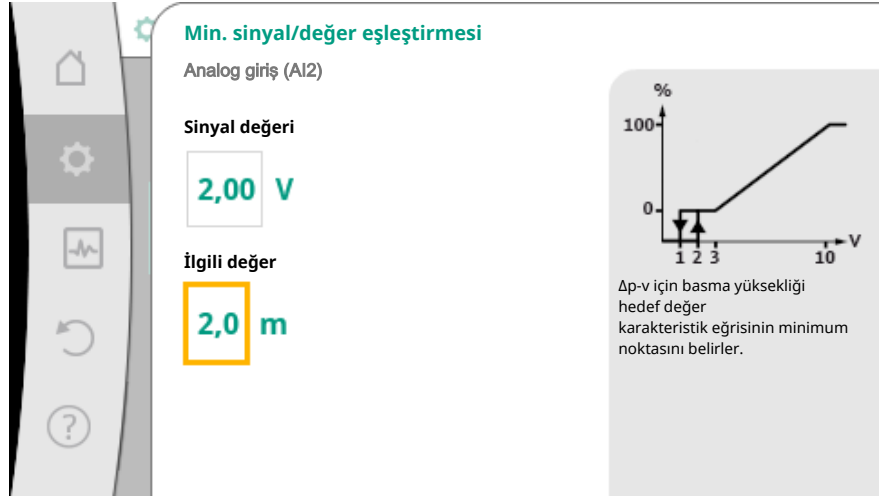 Min. sinyal/değer eşleştirmesi
Analog giriş (AI2)
Sinyal değeri
2,00 V
İlgili değer
2,0 m
%
100
0
1 2 3 10 V
Δp-v için basma yüksekliği
hedef değer
karakteristik eğrisinin minimum
noktasını belirler.
?